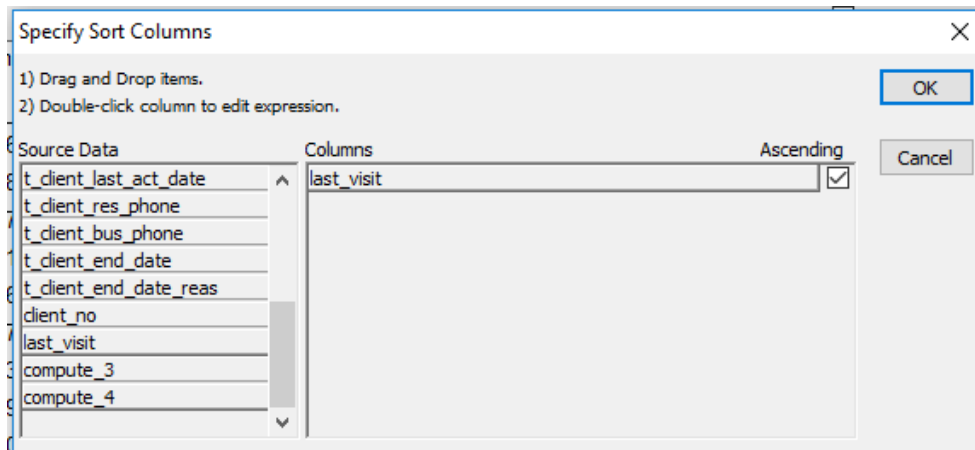 Specify Sort Columns
1) Drag and Drop items.
2) Double-click column to edit expression.
OK
Cancel
Source Data
Columns
Ascending
t_client_last_act_date
last_visit
t_client_res_phone
t_client_bus_phone
t_client_end_date
t_client_end_date_reas
client_no
last_visit
compute_3
compute_4